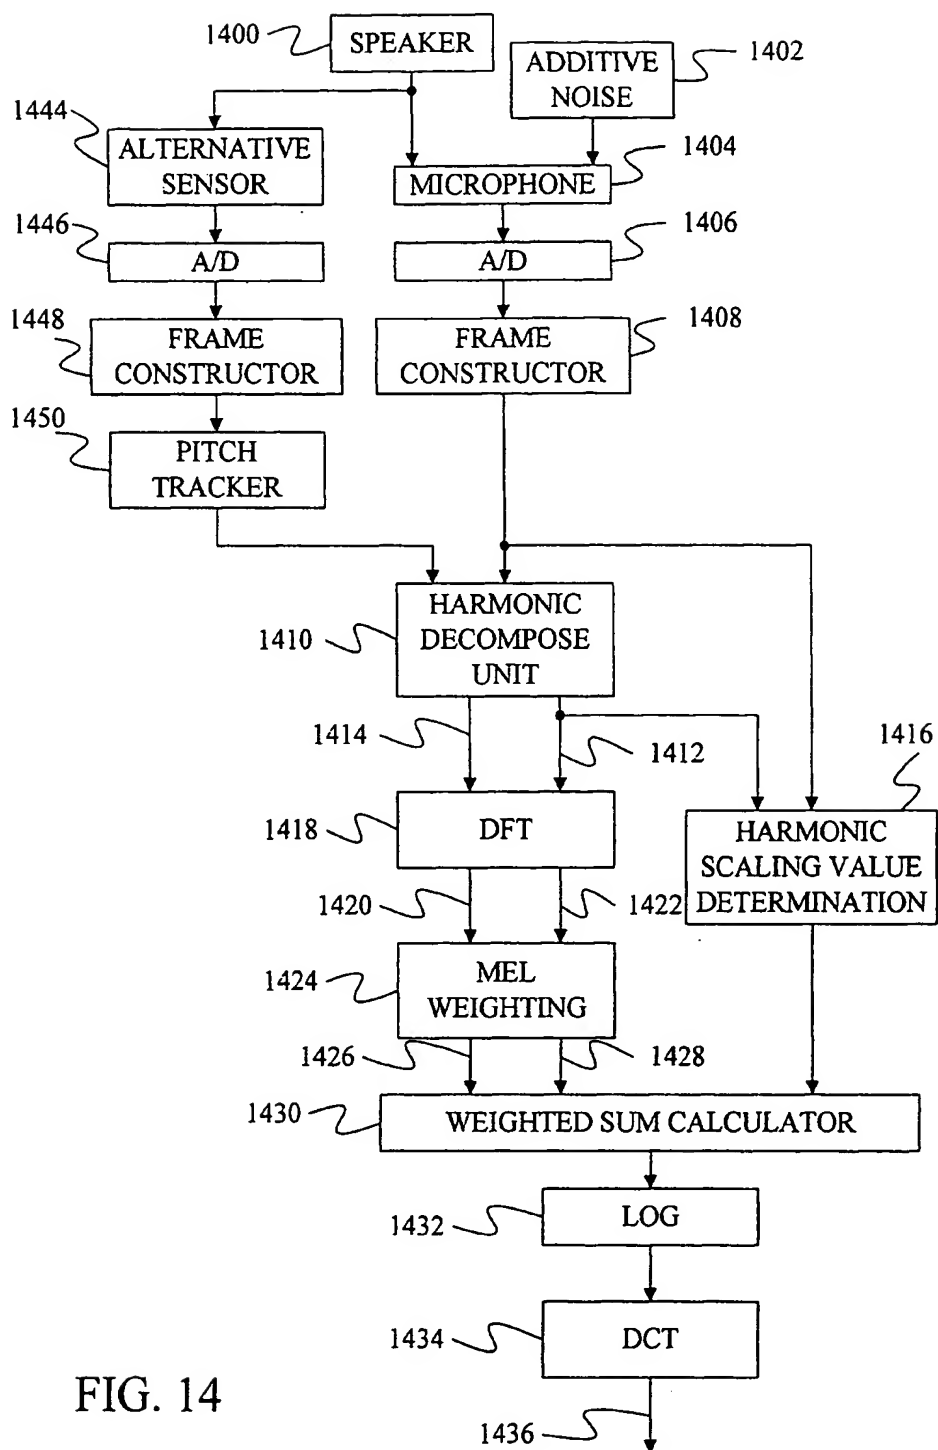 1400
SPEAKER
ADDITIVE
NOISE
1402
1444
ALTERNATIVE
SENSOR
1404
MICROPHONE
1446
A/D
1406
A/D
1448
FRAME
CONSTRUCTOR
1408
FRAME
CONSTRUCTOR
1450
PITCH
TRACKER
1410
HARMONIC
DECOMPOSE
UNIT
1414
1412
1416
1418
DFT
HARMONIC
SCALING VALUE
DETERMINATION
1420
1422
1424
MEL
WEIGHTING
1426
1428
1430
WEIGHTED SUM CALCULATOR
1432
LOG
1434
DCT
FIG. 14
1436